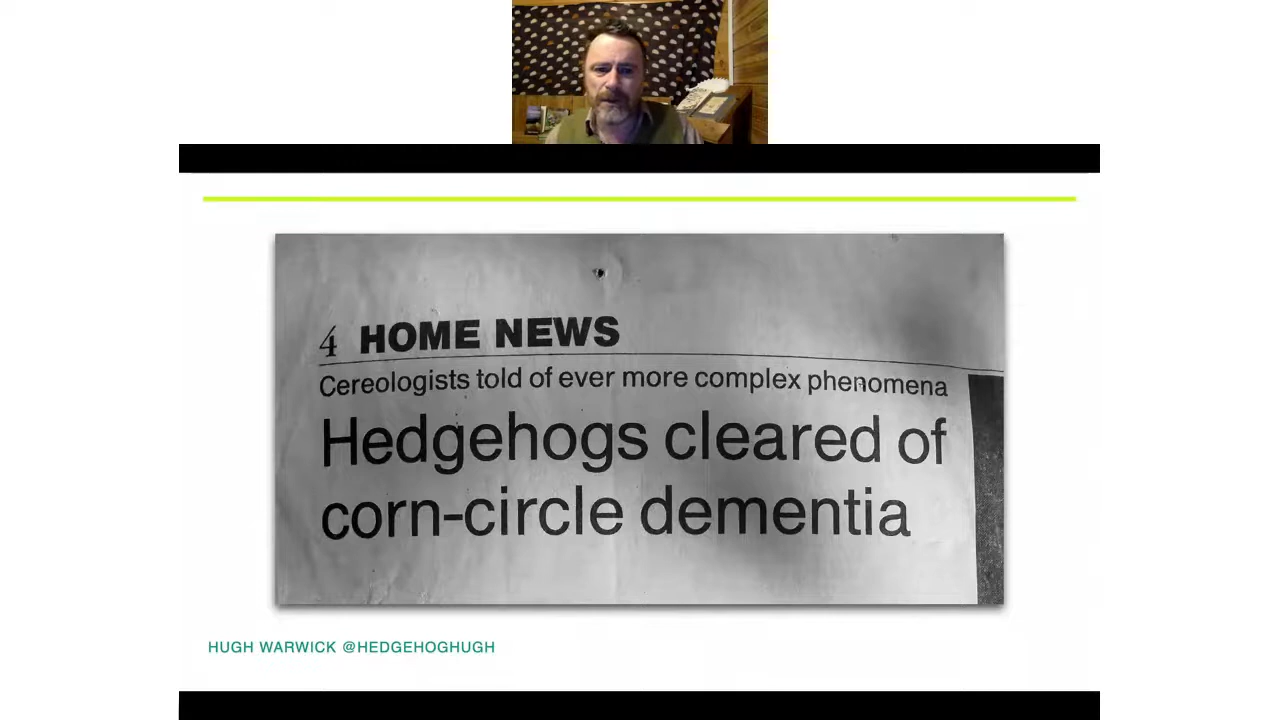 4 HOME NEWS
Cereologists told of ever more complex phenomena
Hedgehogs cleared of
corn-circle dementia
HUGH WARWICK @HEDGEHOGHUGH